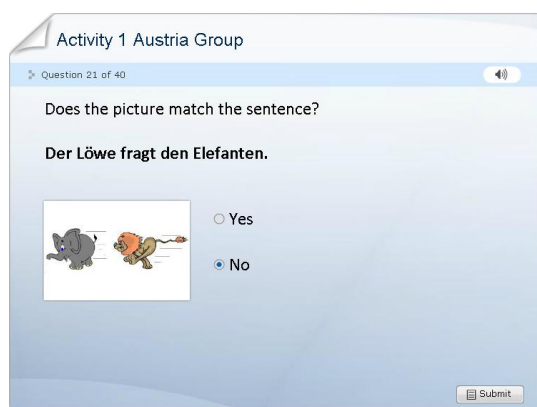 Activity 1 Austria Group
Question 21 of 40
Does the picture match the sentence?
Der Löwe fragt den Elefanten.
Yes
No
Submit